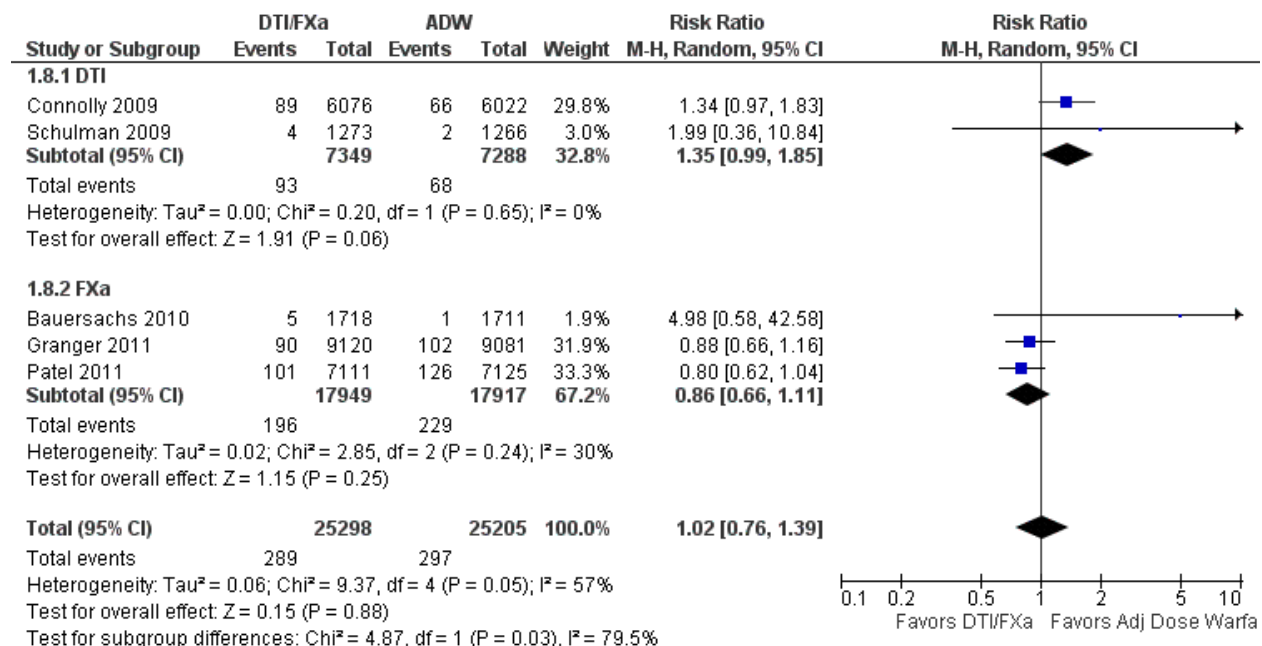 DTI/FXa ADW Risk Ratio Risk Ratio
Study or Subgroup Events Total Events Total Weight M-H, Random, 95% CI M-H, Random, 95% CI
1.8.1 DTI
Connolly 2009 89 6076 66 6022 29.8% 1.34 [0.97, 1.83]
Schulman 2009 4 1273 2 1266 3.0% 1.99 [0.36, 10.84]
Subtotal (95% CI) 7349 7288 32.8% 1.35 [0.99, 1.85]
Total events 93 68
Heterogeneity: Tau² = 0.00; Chi² = 0.20, df = 1 (P = 0.65); I² = 0%
Test for overall effect: Z = 1.91 (P = 0.06)
1.8.2 FXa
Bauersachs 2010 5 1718 1 1711 1.9% 4.98 [0.58, 42.58]
Granger 2011 90 9120 102 9081 31.9% 0.88 [0.66, 1.16]
Patel 2011 101 7111 126 7125 33.3% 0.80 [0.62, 1.04]
Subtotal (95% CI) 17949 17917 67.2% 0.86 [0.66, 1.11]
Total events 196 229
Heterogeneity: Tau² = 0.02; Chi² = 2.85, df = 2 (P = 0.24); I² = 30%
Test for overall effect: Z = 1.15 (P = 0.25)
Total (95% CI) 25298 25205 100.0% 1.02 [0.76, 1.39]
Total events 289 297
Heterogeneity: Tau² = 0.06; Chi² = 9.37, df = 4 (P = 0.05); I² = 57%
Test for overall effect: Z = 0.15 (P = 0.88)
Test for subgroup differences: Chi² = 4.87, df = 1 (P = 0.03), I² = 79.5%
0.1 0.2 0.5 1 2 5 10
Favors DTI/FXa Favors Adj Dose Warfa